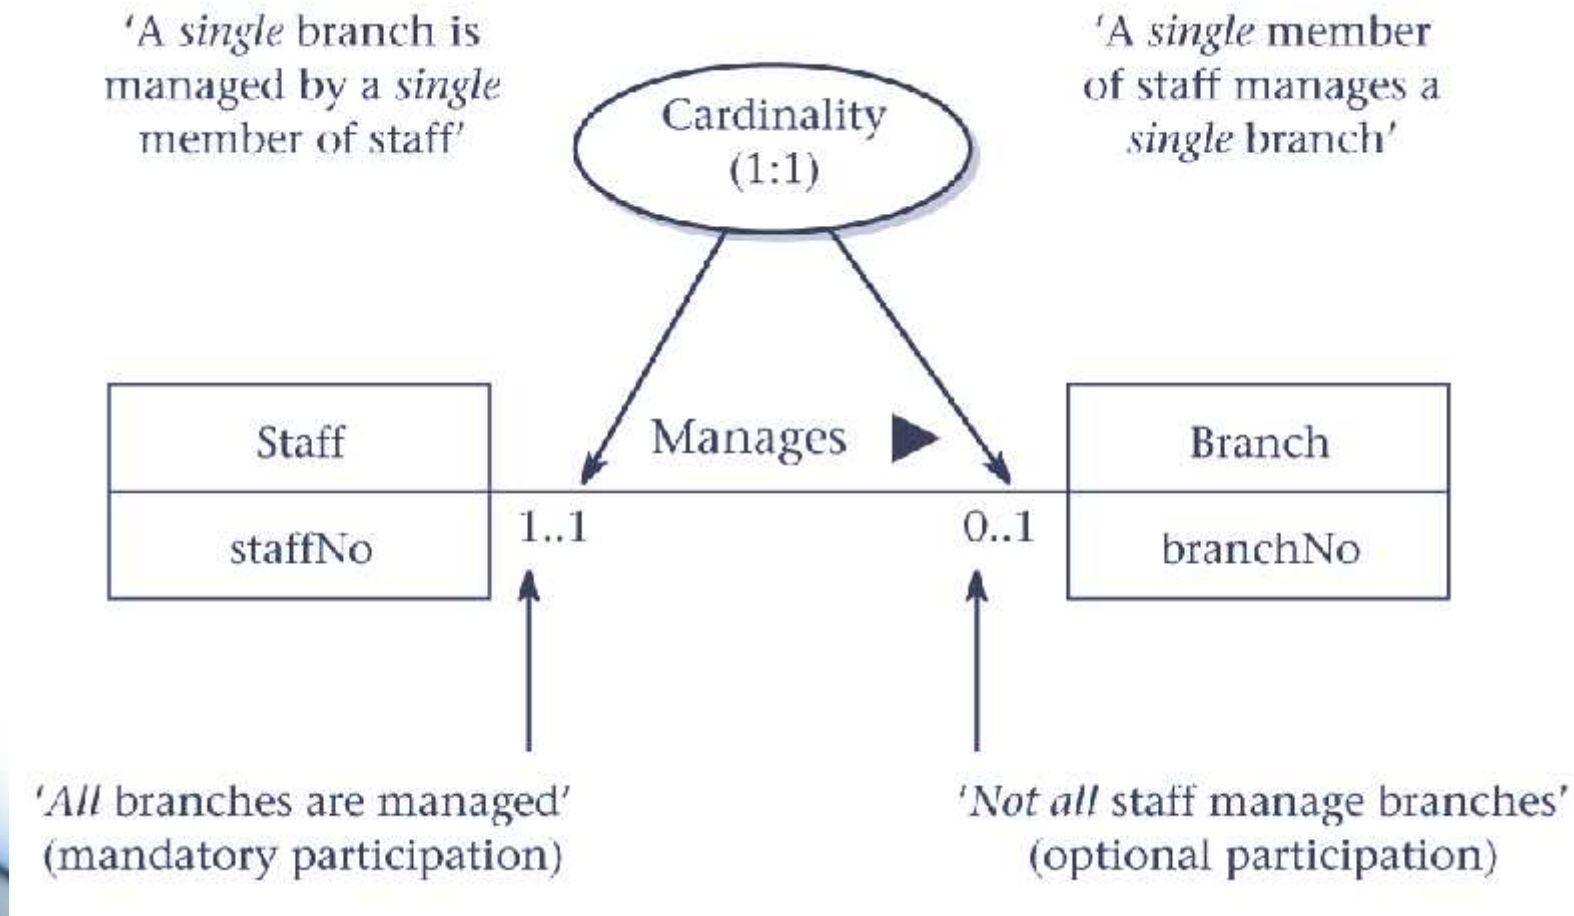 ‘A single branch is
managed by a single
member of staff’
Cardinality
(1:1)
‘A single member
of staff manages a
single branch’
Staff
staffNo
Manages
1..1
0..1
Branch
branchNo
‘All branches are managed’
(mandatory participation)
‘Not all staff manage branches’
(optional participation)